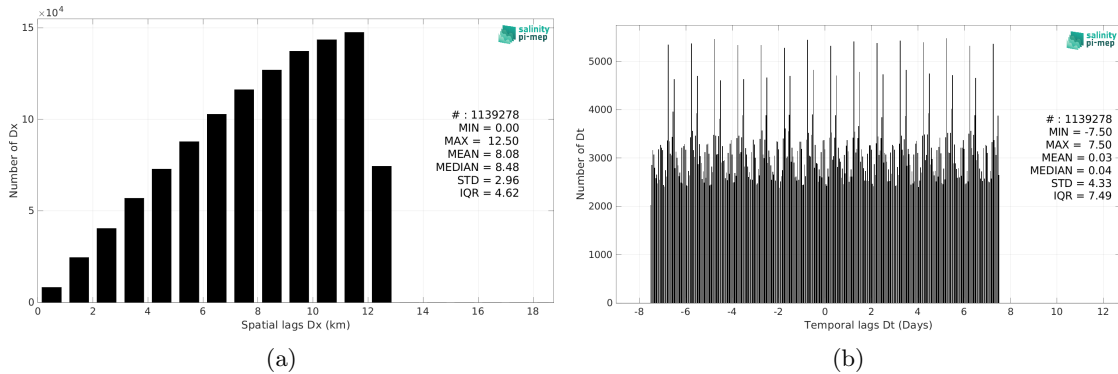 ×10⁴
15
10
5
0
Number of Dx
0 2 4 6 8 10 12 14 16 18
Spatial lags Dx (km)
salinity
pi-mep
# : 1139278
MIN = 0.00
MAX = 12.50
MEAN = 8.08
MEDIAN = 8.48
STD = 2.96
IQR = 4.62
(a)
5000
4000
3000
2000
1000
0
Number of Dt
-8 -6 -4 -2 0 2 4 6 8 10 12
Temporal lags Dt (Days)
salinity
pi-mep
# : 1139278
MIN = -7.50
MAX = 7.50
MEAN = 0.03
MEDIAN = 0.04
STD = 4.33
IQR = 7.49
(b)